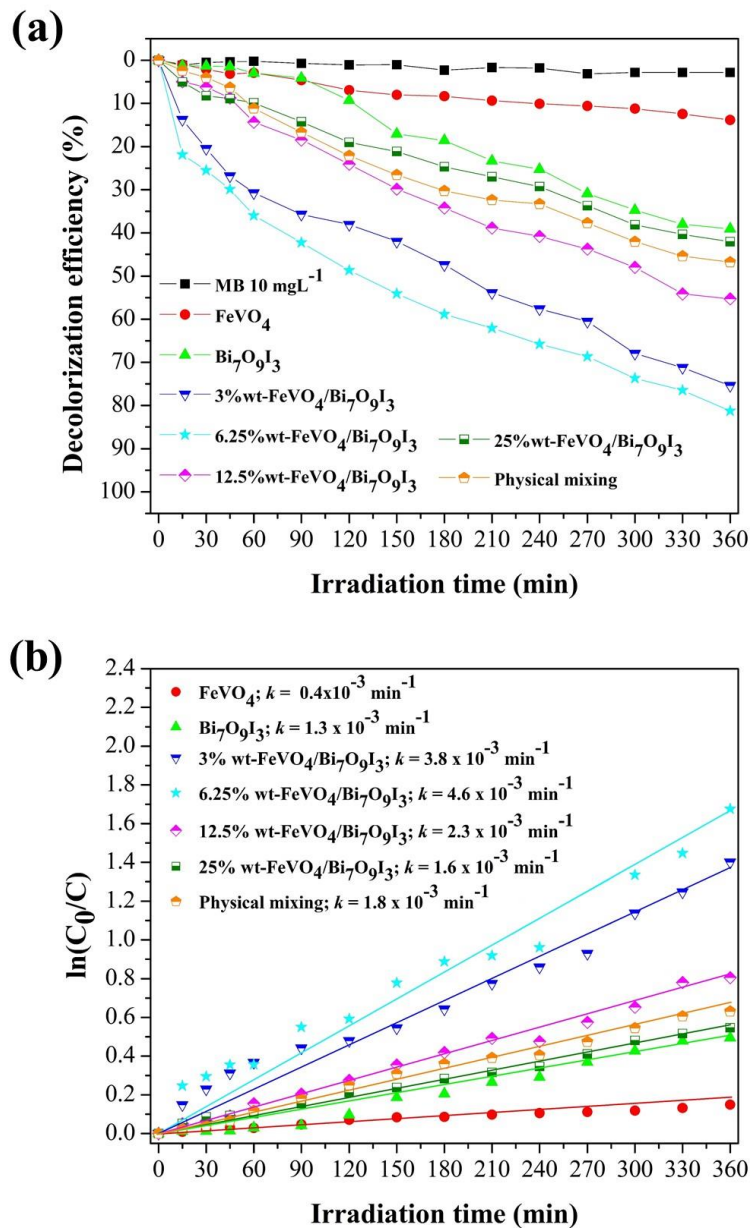 (a)
0
10
20
30
40
50
60
70
80
90
100
Decolorization efficiency (%)
MB 10 mgL⁻¹
FeVO₄
Bi₇O₉I₃
3%wt-FeVO₄/Bi₇O₉I₃
6.25%wt-FeVO₄/Bi₇O₉I₃
12.5%wt-FeVO₄/Bi₇O₉I₃
25%wt-FeVO₄/Bi₇O₉I₃
Physical mixing
0 30 60 90 120 150 180 210 240 270 300 330 360
Irradiation time (min)
(b)
2.4
2.2
2.0
1.8
1.6
1.4
1.2
1.0
0.8
0.6
0.4
0.2
0.0
ln(C₀/C)
FeVO₄; k = 0.4x10⁻³ min⁻¹
Bi₇O₉I₃; k = 1.3 x 10⁻³ min⁻¹
3% wt-FeVO₄/Bi₇O₉I₃; k = 3.8 x 10⁻³ min⁻¹
6.25% wt-FeVO₄/Bi₇O₉I₃; k = 4.6 x 10⁻³ min⁻¹
12.5% wt-FeVO₄/Bi₇O₉I₃; k = 2.3 x 10⁻³ min⁻¹
25% wt-FeVO₄/Bi₇O₉I₃; k = 1.6 x 10⁻³ min⁻¹
Physical mixing; k = 1.8 x 10⁻³ min⁻¹
0 30 60 90 120 150 180 210 240 270 300 330 360
Irradiation time (min)